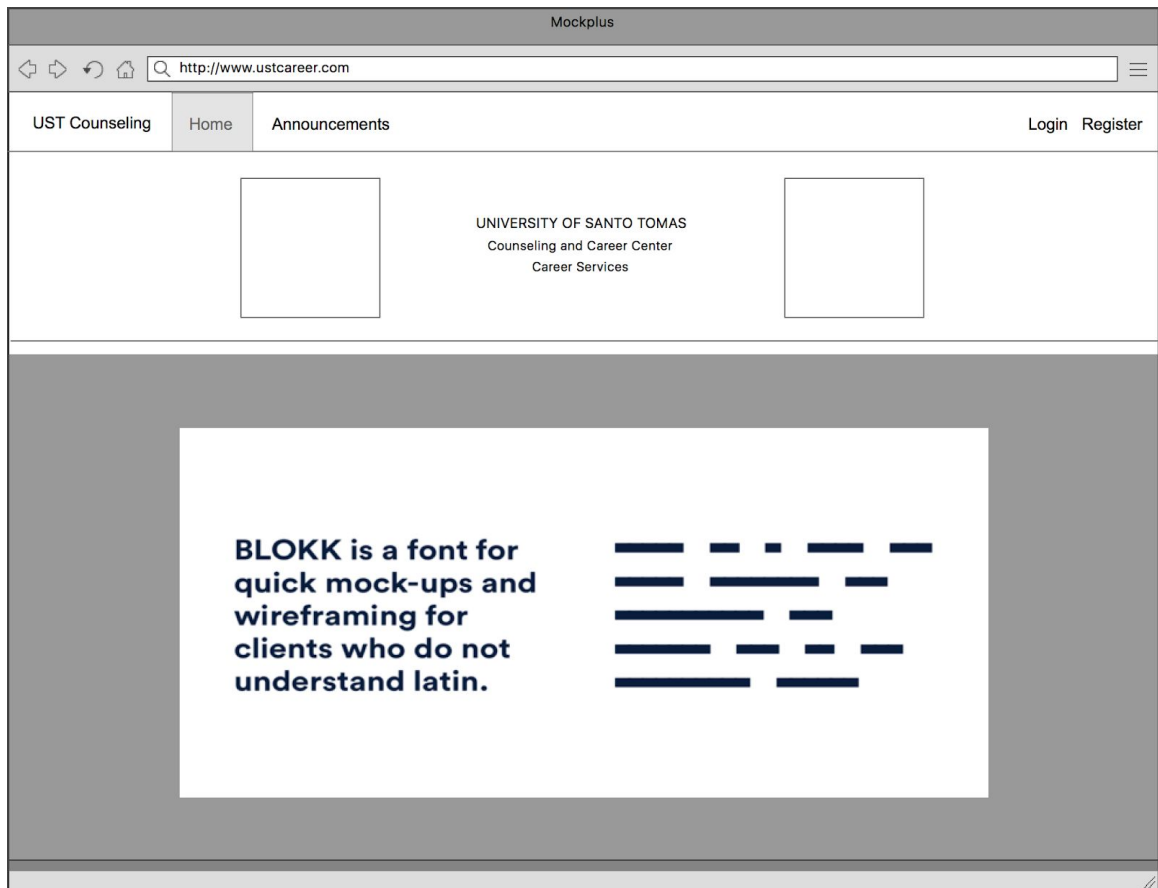 Mockplus
http://www.ustcareer.com
UST Counseling Home Announcements Login Register
UNIVERSITY OF SANTO TOMAS
Counseling and Career Center
Career Services
BLOKK is a font for
quick mock-ups and
wireframing for
clients who do not
understand latin.